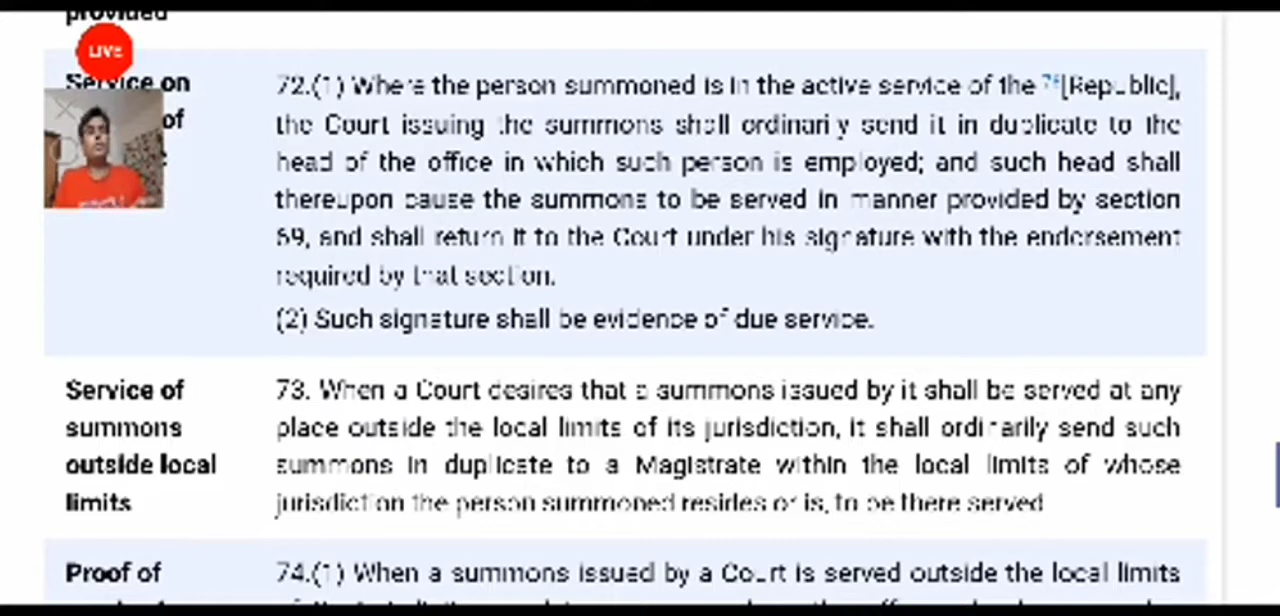 provided
LIVE
Service on
of
72.(1) Where the person summoned is in the active service of the [Republic],
the Court issuing the summons shall ordinarily send it in duplicate to the
head of the office in which such person is employed; and such head shall
thereupon cause the summons to be served in manner provided by section
69, and shall return it to the Court under his signature with the endorsement
required by that section.
(2) Such signature shall be evidence of due service.
Service of
summons
outside local
limits
73. When a Court desires that a summons issued by it shall be served at any
place outside the local limits of its jurisdiction, it shall ordinarily send such
summons in duplicate to a Magistrate within the local limits of whose
jurisdiction the person summoned resides or is, to be there served
Proof of
74.(1) When a summons issued by a Court is served outside the local limits